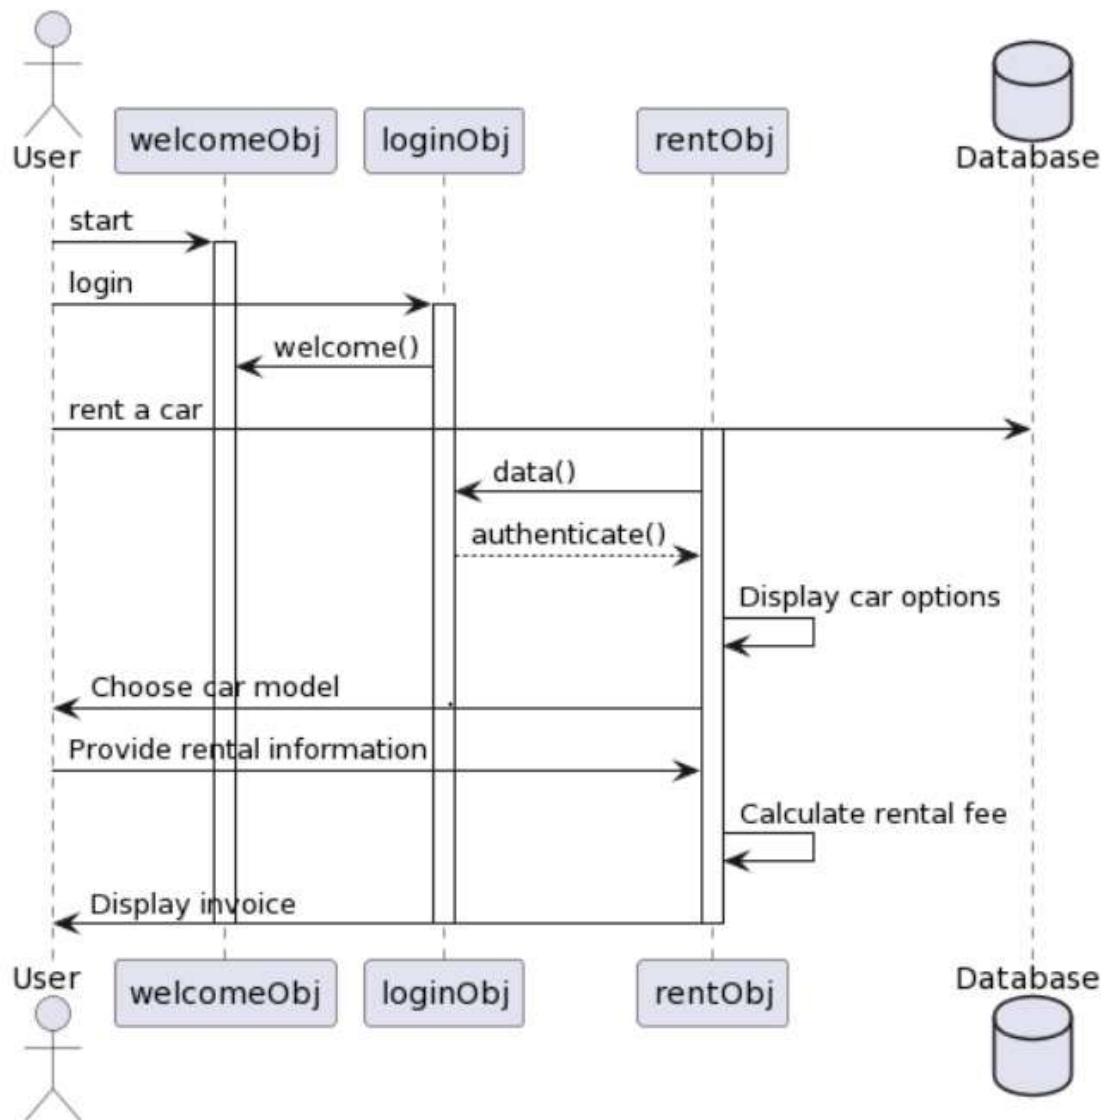 User
welcomeObj
loginObj
rentObj
Database
start
login
welcome()
rent a car
data()
authenticate()
Display car options
Choose car model
Provide rental information
Calculate rental fee
Display invoice
User
welcomeObj
loginObj
rentObj
Database